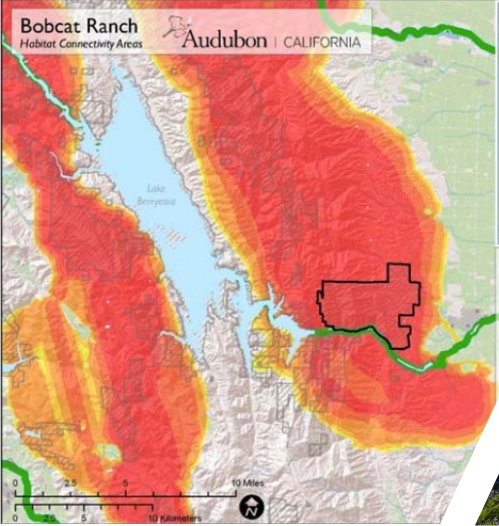 Bobcat Ranch
Habitat Connectivity Areas
Audubon | CALIFORNIA
Lake
Berryessa
0 2.5 5 10 Miles
0 2.5 5 10 Kilometers
N